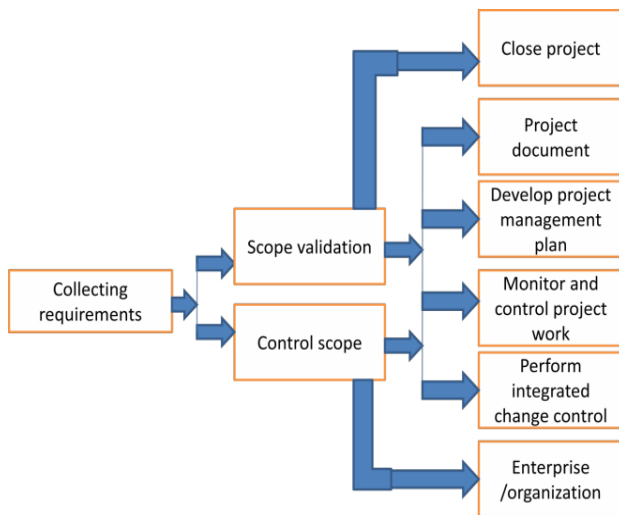 Close project
Project
document
Develop project
management
plan
Scope validation
Collecting
requirements
Monitor and
control project
work
Control scope
Perform
integrated
change control
Enterprise
/organization